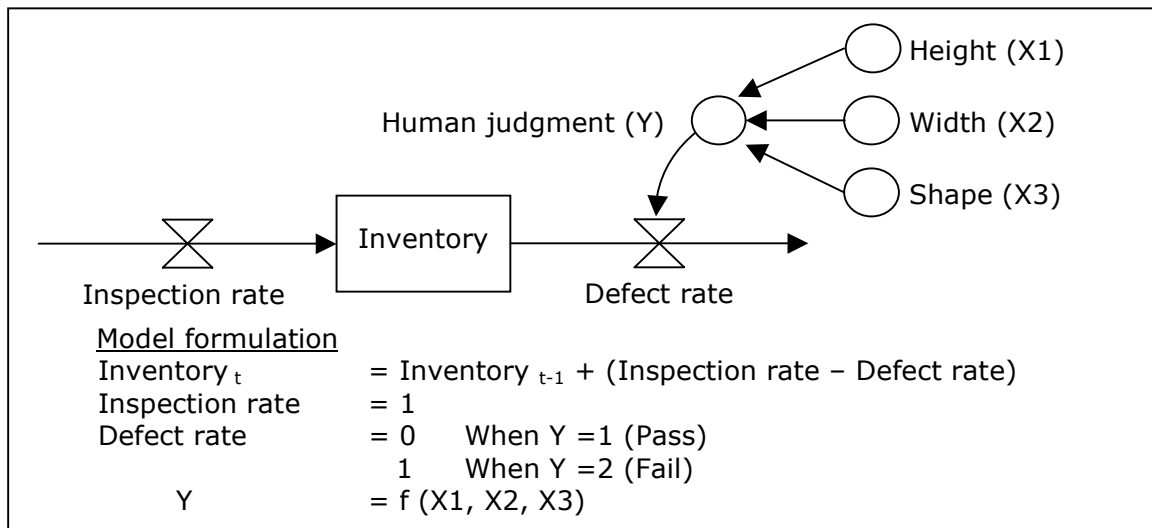 Height (X1)
Human judgment (Y)
Width (X2)
Shape (X3)
Inventory
Inspection rate
Defect rate
Model formulation
Inventory t = Inventory t-1 + (Inspection rate – Defect rate)
Inspection rate = 1
Defect rate = 0 When Y =1 (Pass)
1 When Y =2 (Fail)
Y = f (X1, X2, X3)